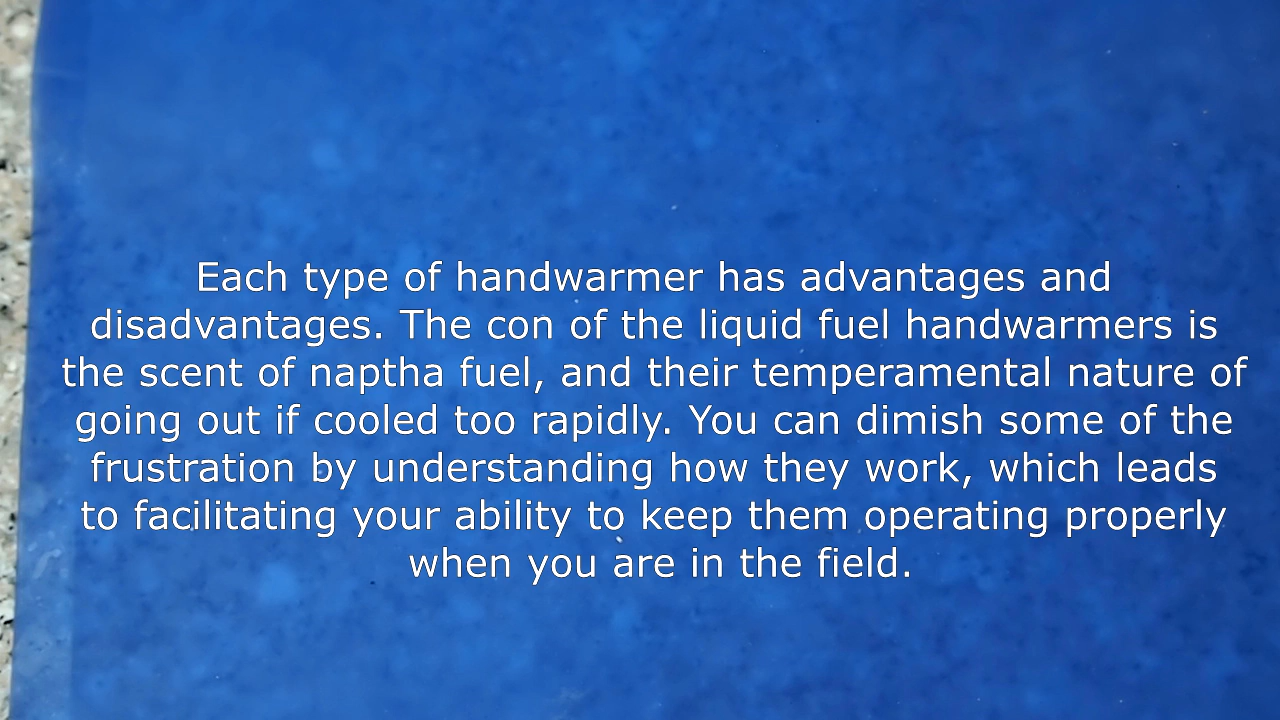 Each type of handwarmer has advantages and
disadvantages. The con of the liquid fuel handwarmers is
the scent of naptha fuel, and their temperamental nature of
going out if cooled too rapidly. You can dimish some of the
frustration by understanding how they work, which leads
to facilitating your ability to keep them operating properly
when you are in the field.